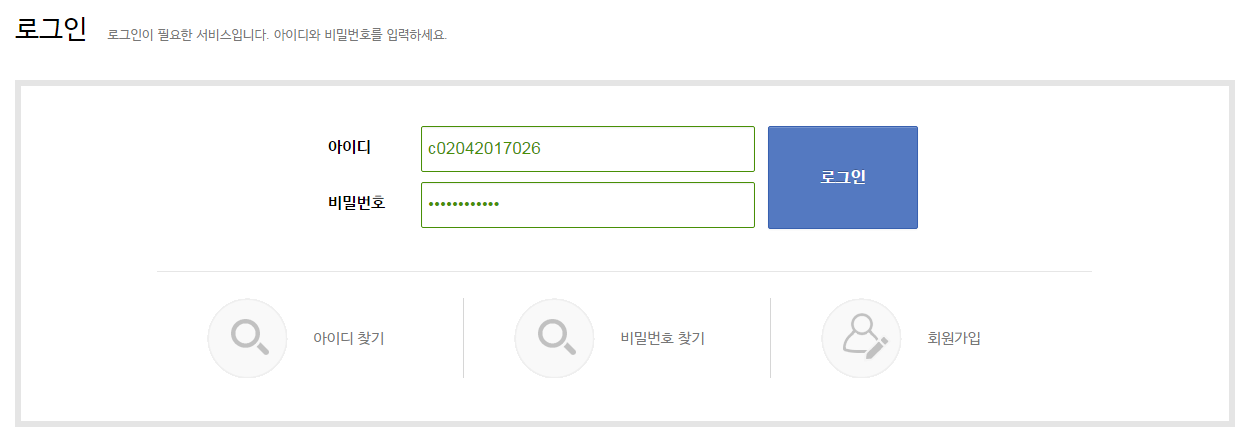 로그인 로그인이 필요한 서비스입니다. 아이디와 비밀번호를 입력하세요.
아이디 c02042017026
로그인
비밀번호 ••••••••••••
아이디 찾기 비밀번호 찾기 회원가입